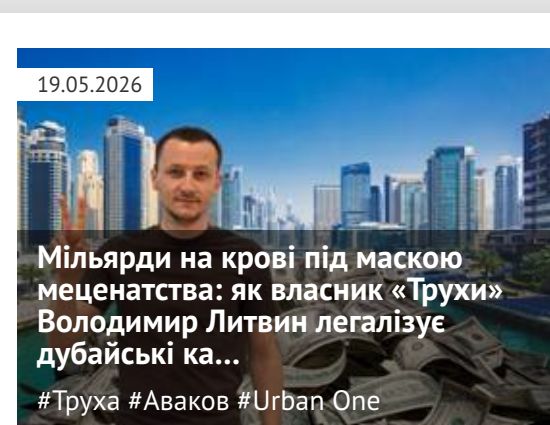 19.05.2026
Мільярди на крові під маскою
меценатства: як власник «Трухи»
Володимир Литвин легалізує
дубайські ка...
#Труха #Аваков #Urban One